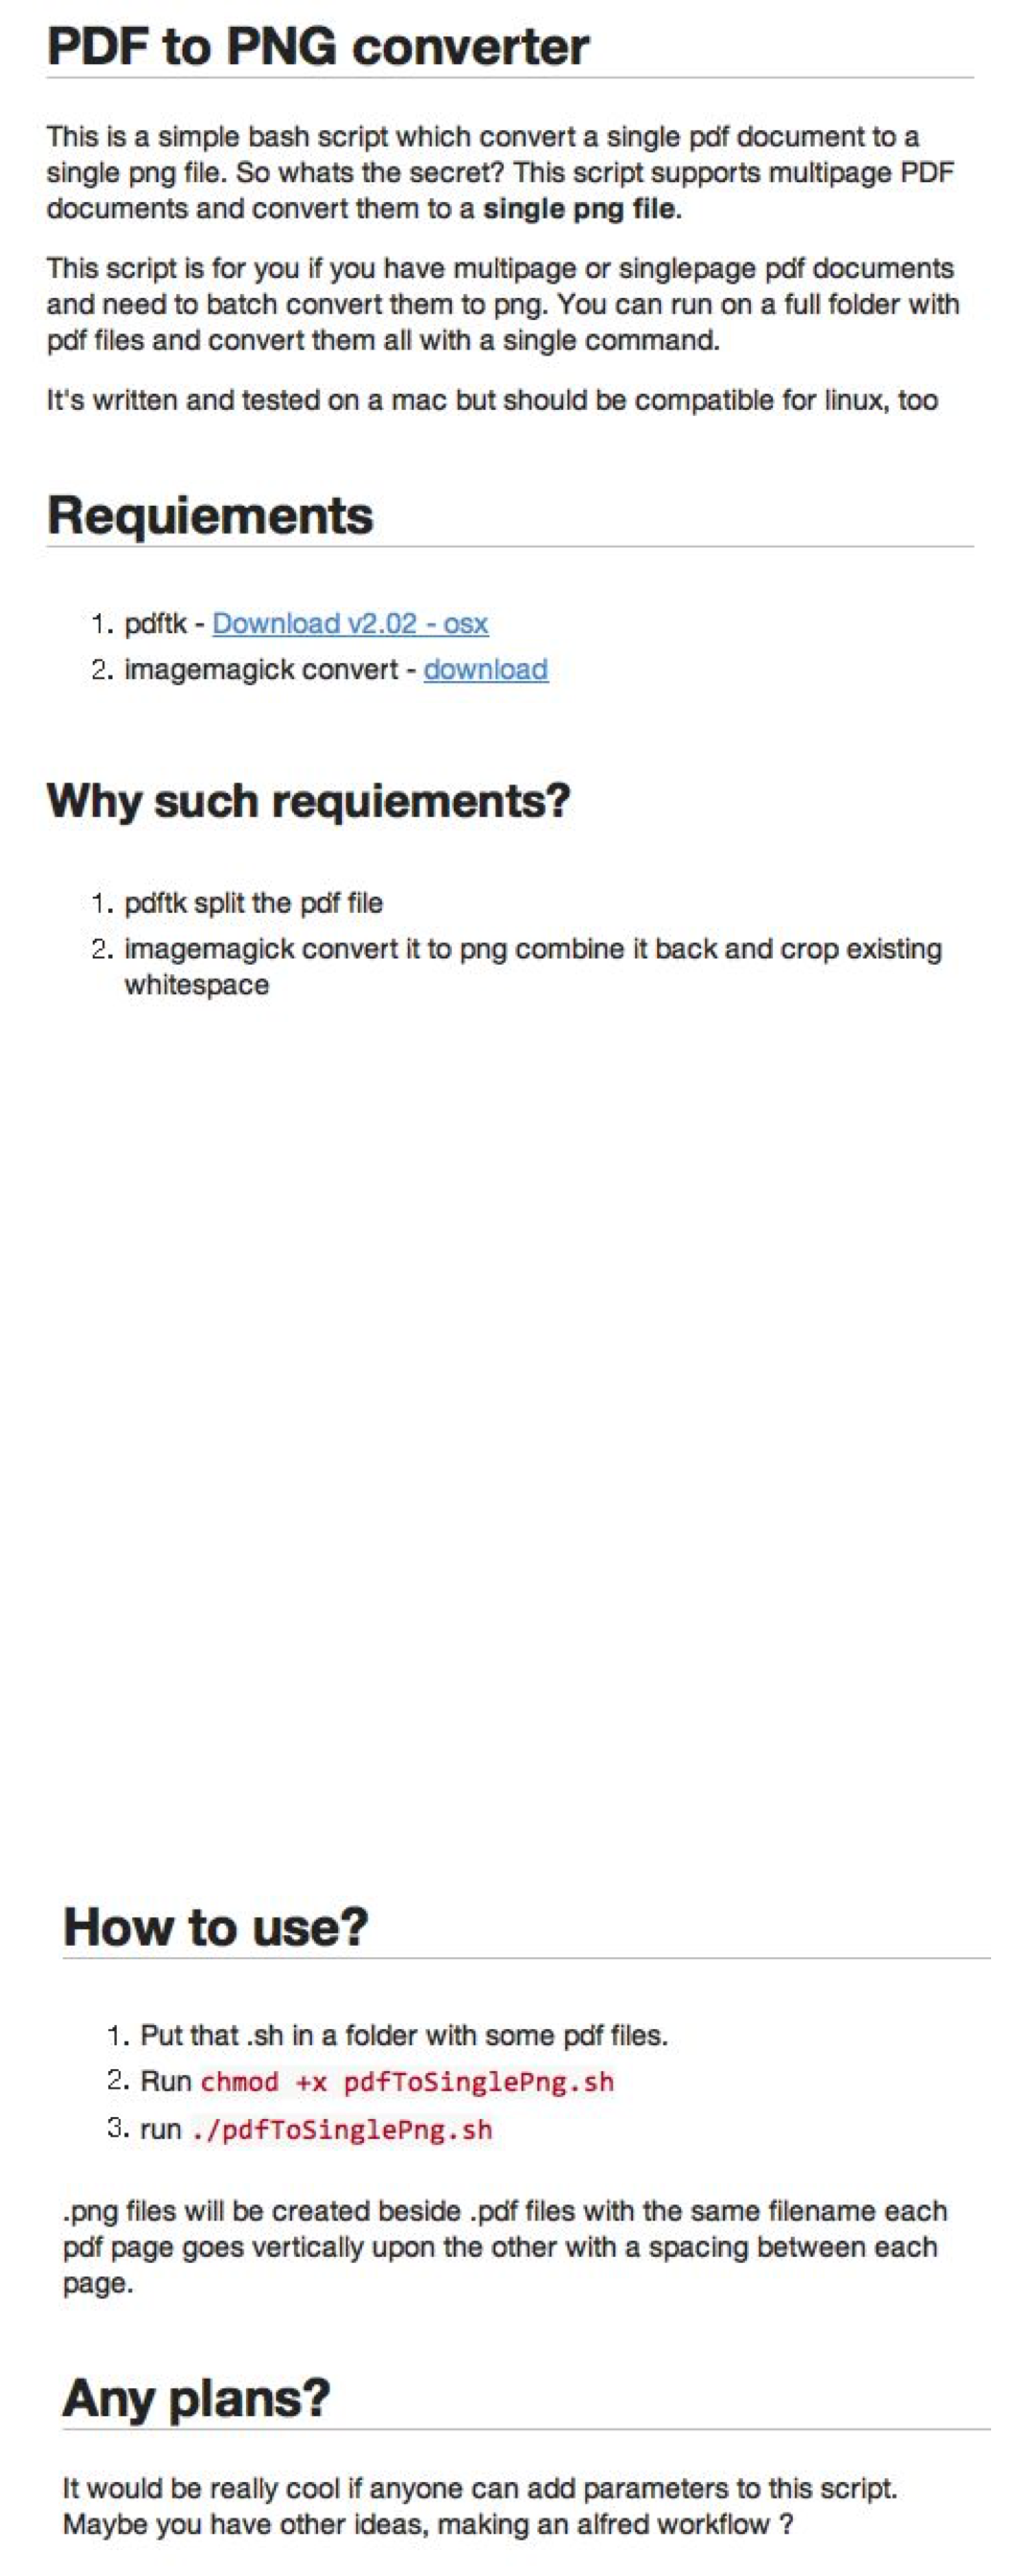 PDF to PNG converter
This is a simple bash script which convert a single pdf document to a
single png file. So whats the secret? This script supports multipage PDF
documents and convert them to a single png file.
This script is for you if you have multipage or singlepage pdf documents
and need to batch convert them to png. You can run on a full folder with
pdf files and convert them all with a single command.
It's written and tested on a mac but should be compatible for linux, too
Requiements
1. pdftk - Download v2.02 - osx
2. imagemagick convert - download
Why such requiements?
1. pdftk split the pdf file
2. imagemagick convert it to png combine it back and crop existing
whitespace
How to use?
1. Put that .sh in a folder with some pdf files.
2. Run chmod +x pdfToSinglePng.sh
3. run ./pdfToSinglePng.sh
.png files will be created beside .pdf files with the same filename each
pdf page goes vertically upon the other with a spacing between each
page.
Any plans?
It would be really cool if anyone can add parameters to this script.
Maybe you have other ideas, making an alfred workflow ?